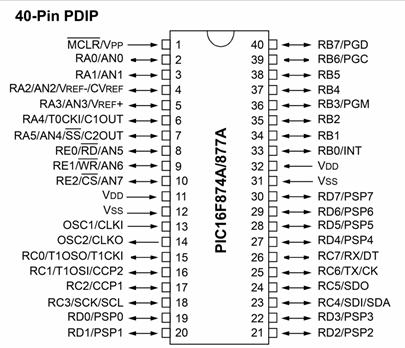 40-Pin PDIP
MCLR/VPP 1 40 RB7/PGD
RA0/AN0 2 39 RB6/PGC
RA1/AN1 3 38 RB5
RA2/AN2/VREF-/CVREF 4 37 RB4
RA3/AN3/VREF+ 5 36 RB3/PGM
RA4/T0CKI/C1OUT 6 35 RB2
RA5/AN4/SS/C2OUT 7 34 RB1
RE0/RD/AN5 8 33 RB0/INT
RE1/WR/AN6 9 32 VDD
RE2/CS/AN7 10 31 VSS
VDD 11 30 RD7/PSP7
VSS 12 29 RD6/PSP6
OSC1/CLKI 13 28 RD5/PSP5
OSC2/CLKO 14 27 RD4/PSP4
RC0/T1OSO/T1CKI 15 26 RC7/RX/DT
RC1/T1OSI/CCP2 16 25 RC6/TX/CK
RC2/CCP1 17 24 RC5/SDO
RC3/SCK/SCL 18 23 RC4/SDI/SDA
RD0/PSP0 19 22 RD3/PSP3
RD1/PSP1 20 21 RD2/PSP2
PIC16F874A/877A